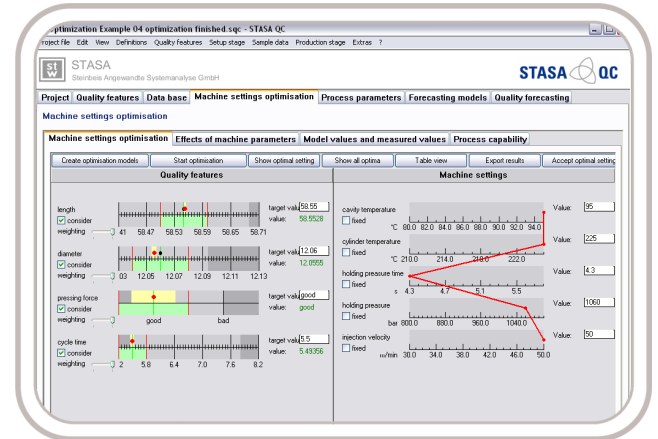 ptimization Example 04 optimization finished.sqc - STASA QC
roject file Edit View Definitions Quality features Setup stage Sample data Production stage Extras ?
st w STASA
Steinbeis Angewandte Systemanalyse GmbH
STASA QC
Project Quality features Data base Machine settings optimisation Process parameters Forecasting models Quality forecasting
Machine settings optimisation
Machine settings optimisation Effects of machine parameters Model values and measured values Process capability
Create optimisation models Start optimisation Show optimal setting Show all optima Table view Export results Accept optimal setting
Quality features Machine settings
length target valu 58.55
consider value: 58.5528
weighting 41 58.47 58.53 58.59 58.65 58.71
diameter target valu 12.06
consider value: 12.0555
weighting 03 12.05 12.07 12.09 12.11 12.13
pressing force target valu good
consider value: good
weighting good bad
cycle time target valu 5.5
consider value: 5.49356
weighting 2 5.8 6.4 7.0 7.6 8.2
cavity temperature Value: 95
fixed
°C 80.0 82.0 84.0 86.0 88.0 90.0 92.0 94.0
cylinder temperature Value: 225
fixed
°C 210.0 214.0 218.0 222.0
holding pressure time Value: 4.3
fixed
s 4.3 4.7 5.1 5.5
holding pressure Value: 1060
fixed
bar 800.0 880.0 960.0 1040.0
injection velocity Value: 50
fixed
m/min 30.0 34.0 38.0 42.0 46.0 50.0